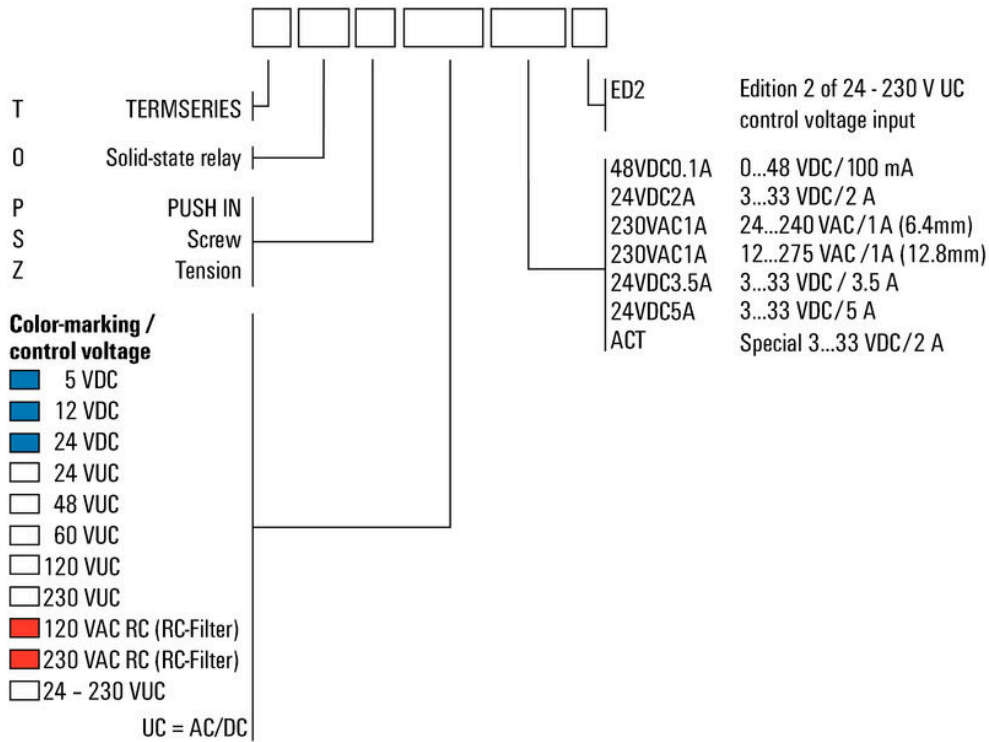 T TERMSERIES
O Solid-state relay
P PUSH IN
S Screw
Z Tension
Color-marking /
control voltage
5 VDC
12 VDC
24 VDC
24 VUC
48 VUC
60 VUC
120 VUC
230 VUC
120 VAC RC (RC-Filter)
230 VAC RC (RC-Filter)
24 – 230 VUC
UC = AC/DC
ED2 Edition 2 of 24 - 230 V UC
control voltage input
48VDC0.1A 0...48 VDC/100 mA
24VDC2A 3...33 VDC/2 A
230VAC1A 24...240 VAC/1A (6.4mm)
230VAC1A 12...275 VAC /1A (12.8mm)
24VDC3.5A 3...33 VDC / 3.5 A
24VDC5A 3...33 VDC/5 A
ACT Special 3...33 VDC/2 A